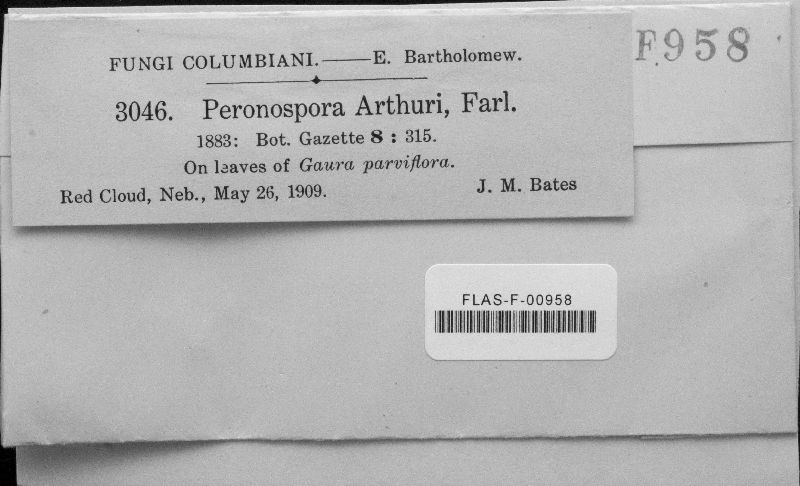 FUNGI COLUMBIANI.——E. Bartholomew.
3046. Peronospora Arthuri, Farl.
1883: Bot. Gazette 8 : 315.
On leaves of Gaura parviflora.
Red Cloud, Neb., May 26, 1909. J. M. Bates
F.958
FLAS-F-00958